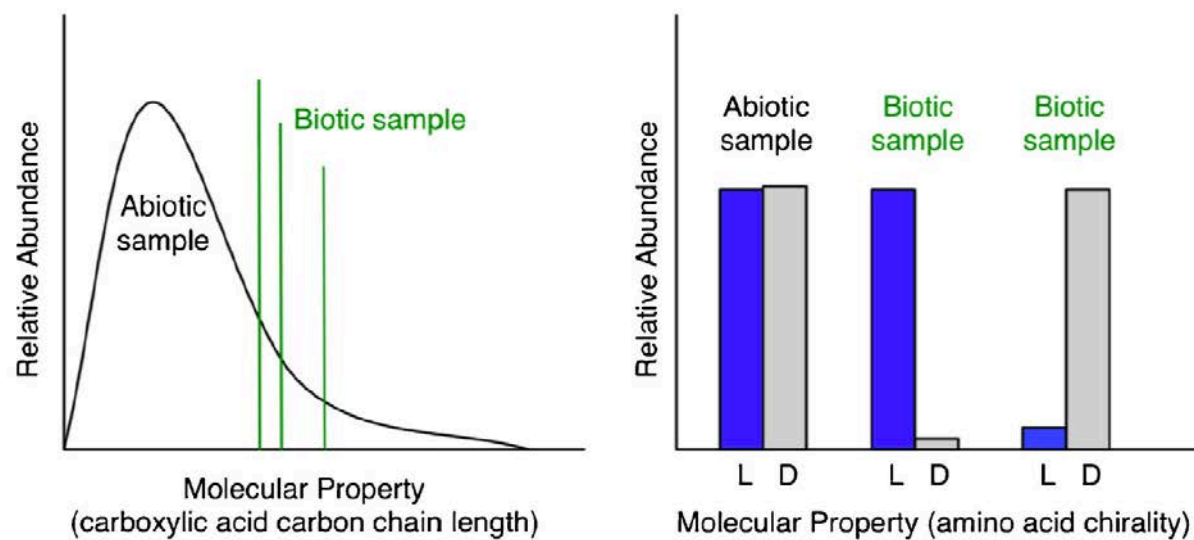 Relative Abundance
Abiotic
sample
Biotic sample
Molecular Property
(carboxylic acid carbon chain length)
Relative Abundance
Abiotic
sample
Biotic
sample
Biotic
sample
L D L D L D
Molecular Property (amino acid chirality)